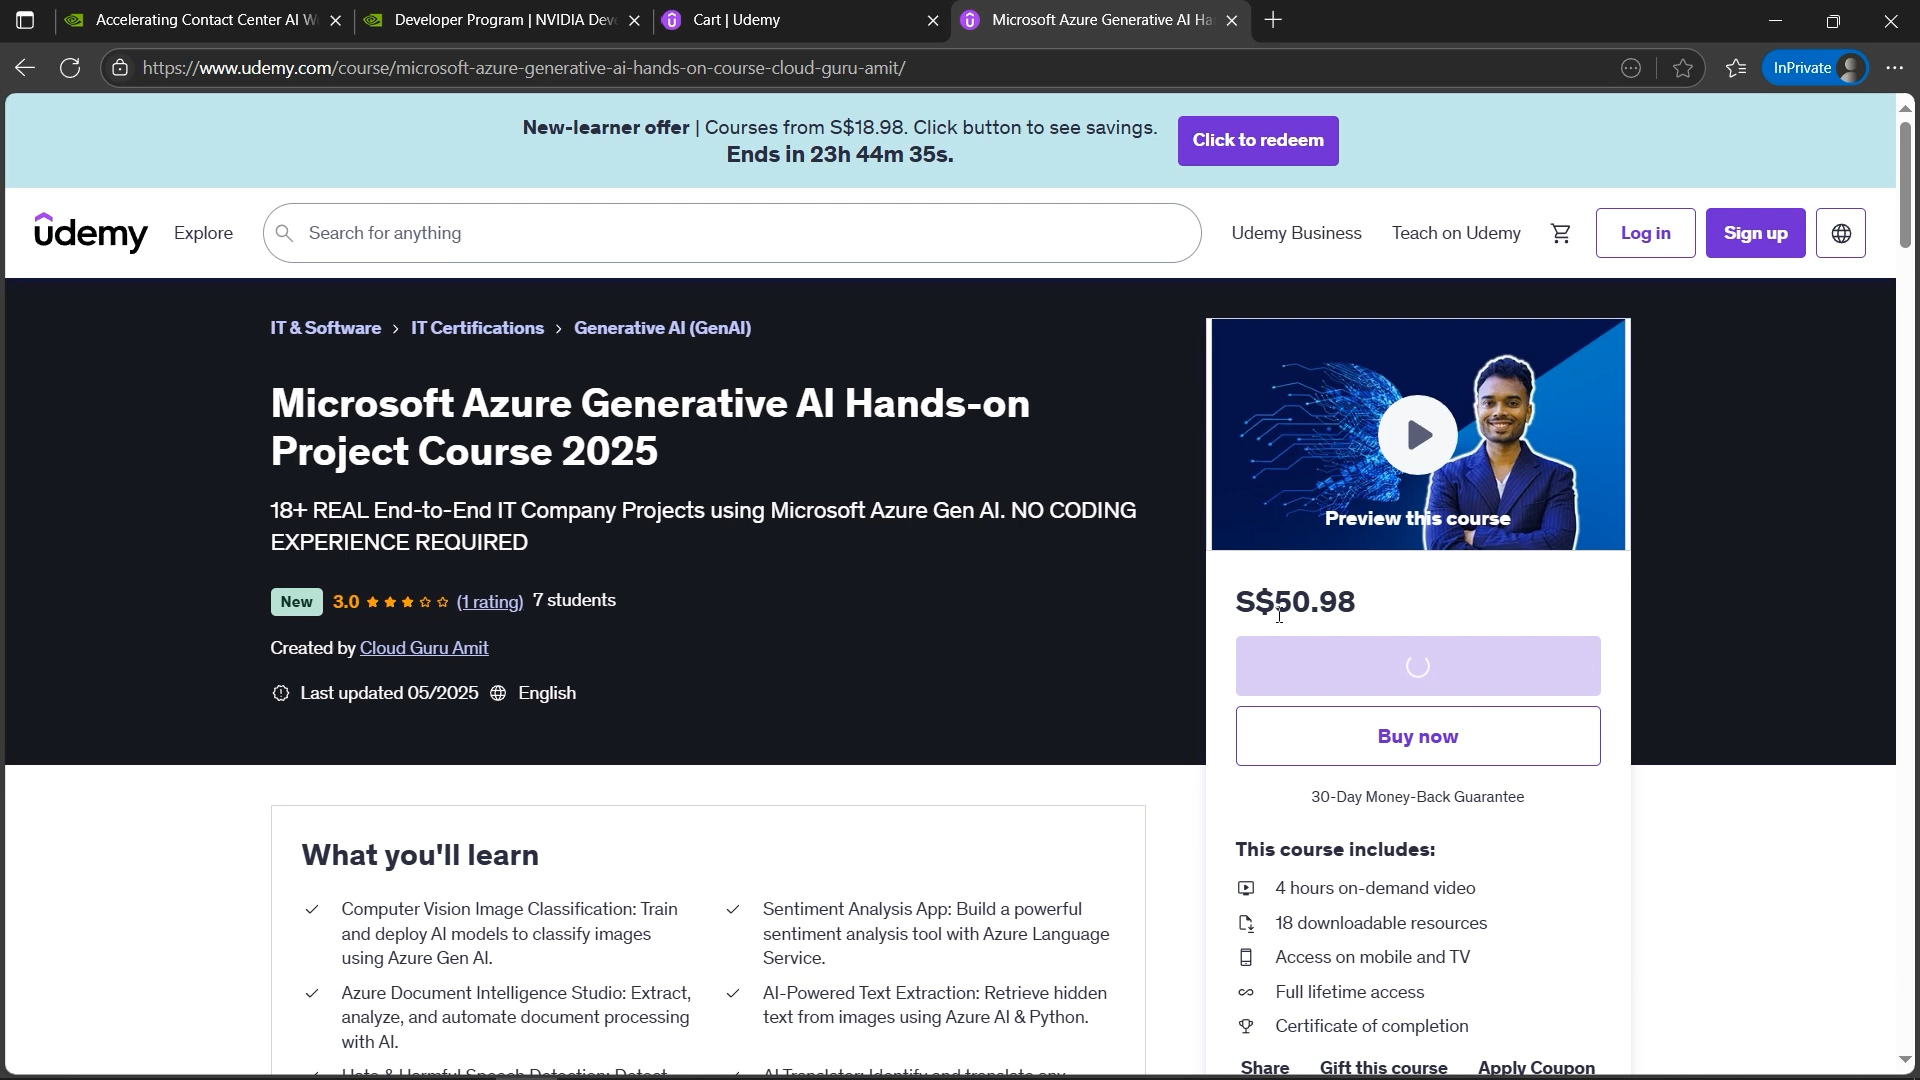 Accelerating Contact Center AI W
Developer Program | NVIDIA Dev
Cart | Udemy
Microsoft Azure Generative AI Ha
https://www.udemy.com/course/microsoft-azure-generative-ai-hands-on-course-cloud-guru-amit/
InPrivate
New-learner offer | Courses from S$18.98. Click button to see savings.
Ends in 23h 44m 35s.
Click to redeem
udemy
Explore
Search for anything
Udemy Business
Teach on Udemy
Log in
Sign up
IT & Software › IT Certifications › Generative AI (GenAI)
Microsoft Azure Generative AI Hands-on
Project Course 2025
18+ REAL End-to-End IT Company Projects using Microsoft Azure Gen AI. NO CODING
EXPERIENCE REQUIRED
New 3.0 (1 rating) 7 students
Created by Cloud Guru Amit
Last updated 05/2025 English
Preview this course
S$50.98
Buy now
30-Day Money-Back Guarantee
This course includes:
4 hours on-demand video
18 downloadable resources
Access on mobile and TV
Full lifetime access
Certificate of completion
Share Gift this course Apply Coupon
What you'll learn
Computer Vision Image Classification: Train
and deploy AI models to classify images
using Azure Gen AI.
Sentiment Analysis App: Build a powerful
sentiment analysis tool with Azure Language
Service.
Azure Document Intelligence Studio: Extract,
analyze, and automate document processing
with AI.
AI-Powered Text Extraction: Retrieve hidden
text from images using Azure AI & Python.
Hate & Harmful Speech Detection: Detect
AI Translator: Identify and translate any